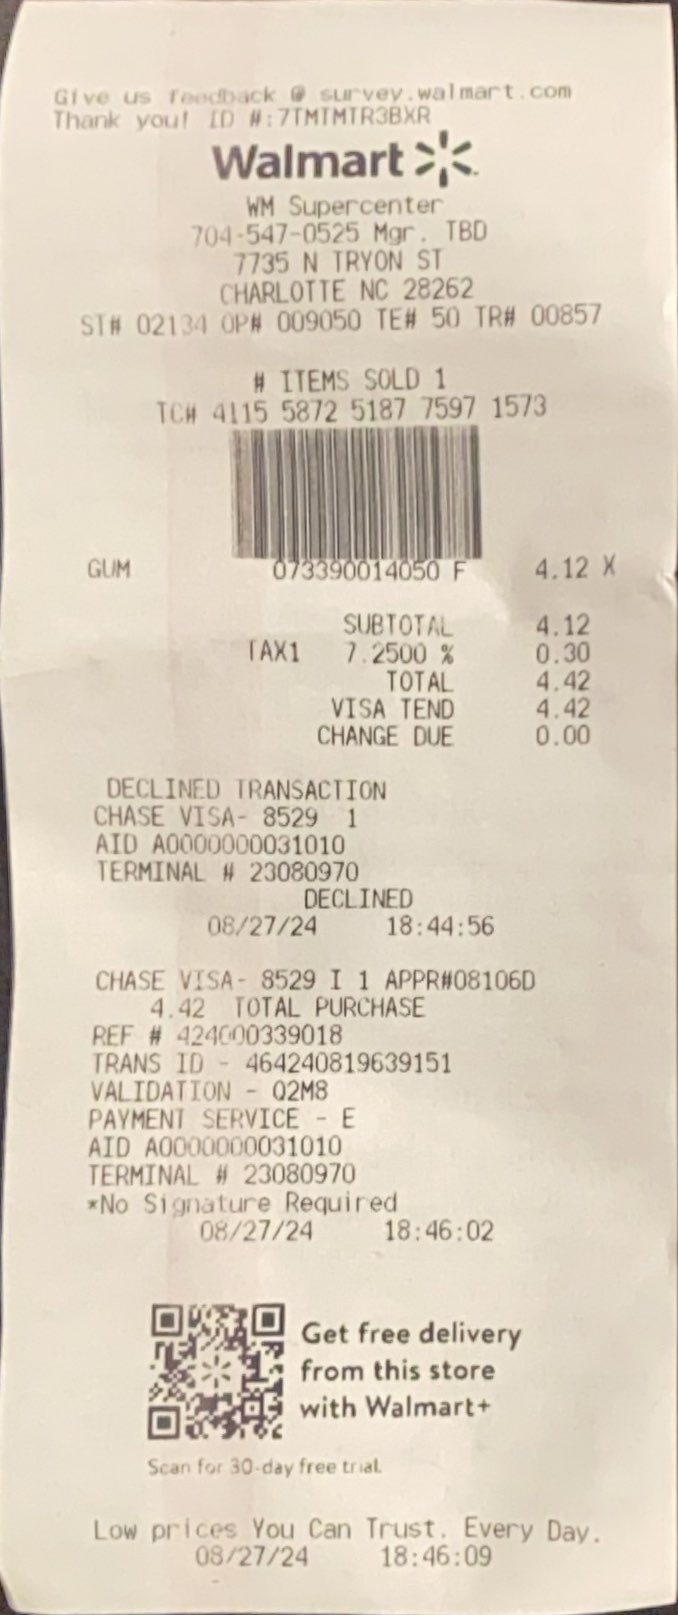 Give us feedback @ survey.walmart.com
Thank you! ID #:7TMTMTR3BXR
Walmart
WM Supercenter
704-547-0525 Mgr. TBD
7735 N TRYON ST
CHARLOTTE NC 28262
ST# 02134 OP# 009050 TE# 50 TR# 00857
# ITEMS SOLD 1
TC# 4115 5872 5187 7597 1573
GUM 073390014050 F 4.12 X
SUBTOTAL 4.12
TAX1 7.2500 % 0.30
TOTAL 4.42
VISA TEND 4.42
CHANGE DUE 0.00
DECLINED TRANSACTION
CHASE VISA- 8529 1
AID A0000000031010
TERMINAL # 23080970
DECLINED
08/27/24 18:44:56
CHASE VISA- 8529 I 1 APPR#08106D
4.42 TOTAL PURCHASE
REF # 424000339018
TRANS ID - 464240819639151
VALIDATION - Q2M8
PAYMENT SERVICE - E
AID A0000000031010
TERMINAL # 23080970
*No Signature Required
08/27/24 18:46:02
Get free delivery
from this store
with Walmart+
Scan for 30-day free trial.
Low prices You Can Trust. Every Day.
08/27/24 18:46:09